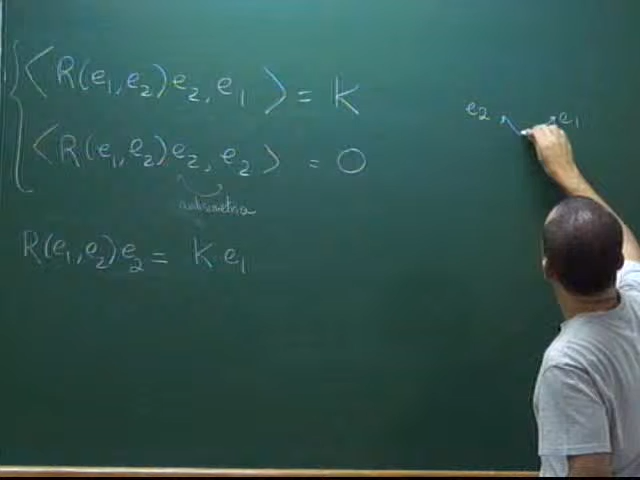 ⟨R(e₁,e₂)e₂,e₁⟩ = K
⟨R(e₁,e₂)e₂,e₂⟩ = 0
antisimetria
R(e₁,e₂)e₂ = K e₁
e₂ e₁